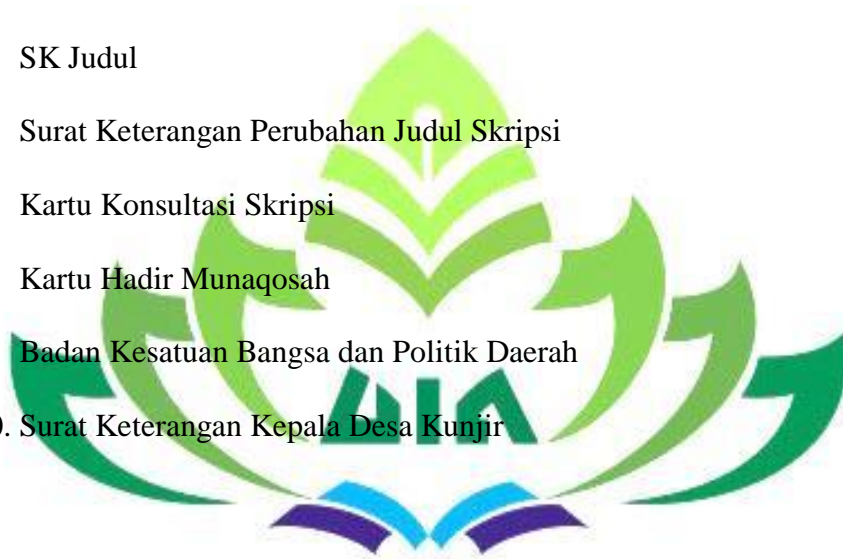 SK Judul
Surat Keterangan Perubahan Judul Skripsi
Kartu Konsultasi Skripsi
Kartu Hadir Munaqosah
Badan Kesatuan Bangsa dan Politik Daerah
. Surat Keterangan Kepala Desa Kunjir